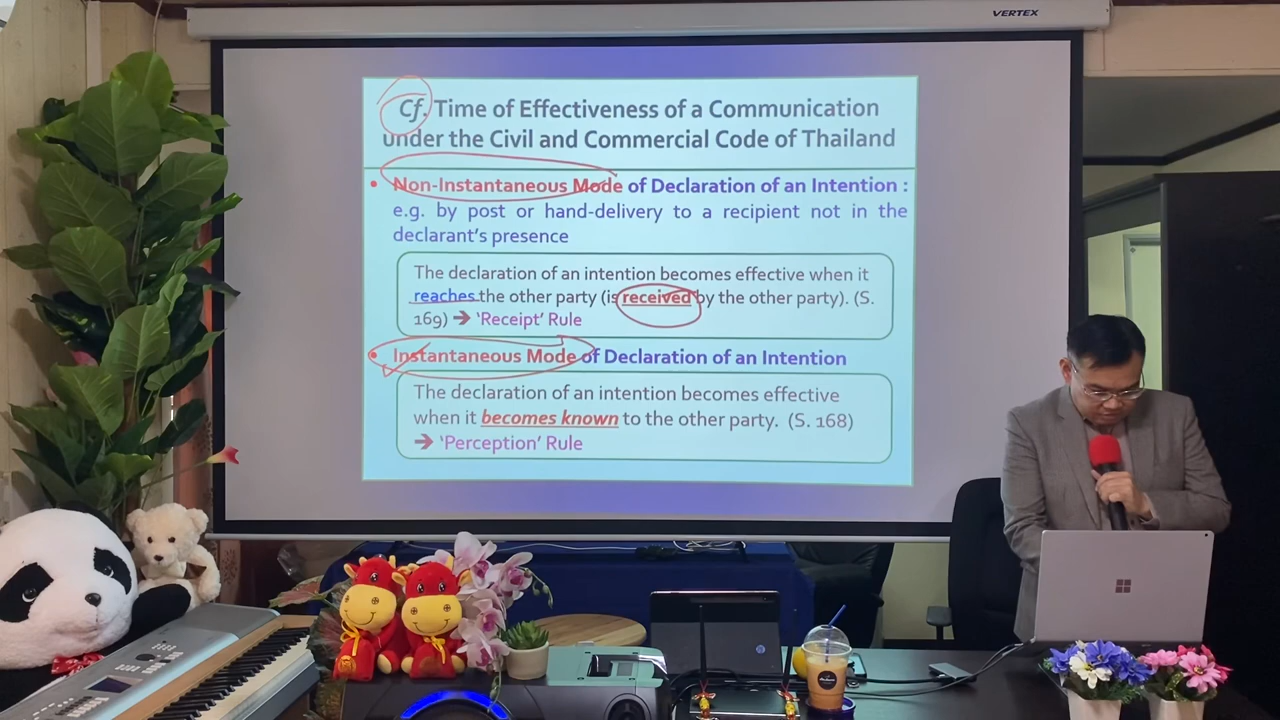 VERTEX
Cf. Time of Effectiveness of a Communication
under the Civil and Commercial Code of Thailand
• Non-Instantaneous Mode of Declaration of an Intention :
e.g. by post or hand-delivery to a recipient not in the
declarant's presence
The declaration of an intention becomes effective when it
reaches the other party (is received by the other party). (S.
169) ➔ 'Receipt' Rule
• Instantaneous Mode of Declaration of an Intention
The declaration of an intention becomes effective
when it becomes known to the other party. (S. 168)
➔ 'Perception' Rule